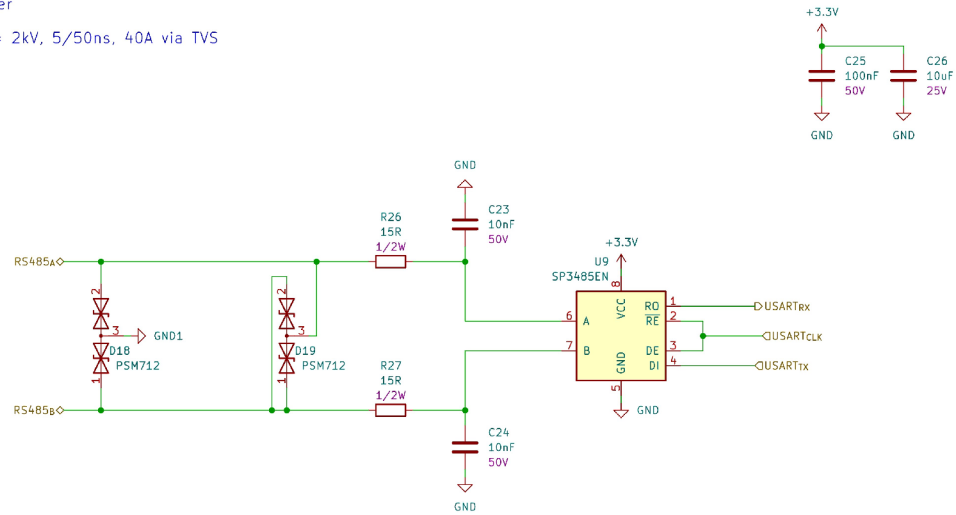 er
= 2kV, 5/50ns, 40A via TVS
+3.3V
C25
100nF
50V
C26
10uF
25V
GND
GND
GND
C23
10nF
50V
R26
15R
1/2W
RS485A
+3.3V
U9
SP3485EN
8
VCC
RO
1
USARTRX
2
3
GND1
D18
PSM712
1
2
3
D19
PSM712
1
6
A
RE
2
USARTCLK
7
B
DE
3
GND
DI
4
USARTTX
5
GND
R27
15R
1/2W
RS485B
C24
10nF
50V
GND